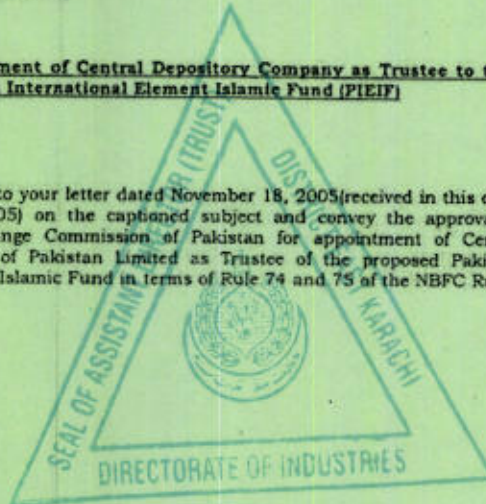 ment of Central Depository Company as Trustee to t
International Element Islamic Fund (PIEIF)
to your letter dated November 18, 2005(received in this
05) on the captioned subject and convey the approva
nge Commission of Pakistan for appointment of Cen
of Pakistan Limited as Trustee of the proposed Paki
Islamic Fund in terms of Rule 74 and 75 of the NBFC R
SEAL OF ASSISTAN R (TRUST
DISTRICT KARACHI
DIRECTORATE OF INDUSTRIES